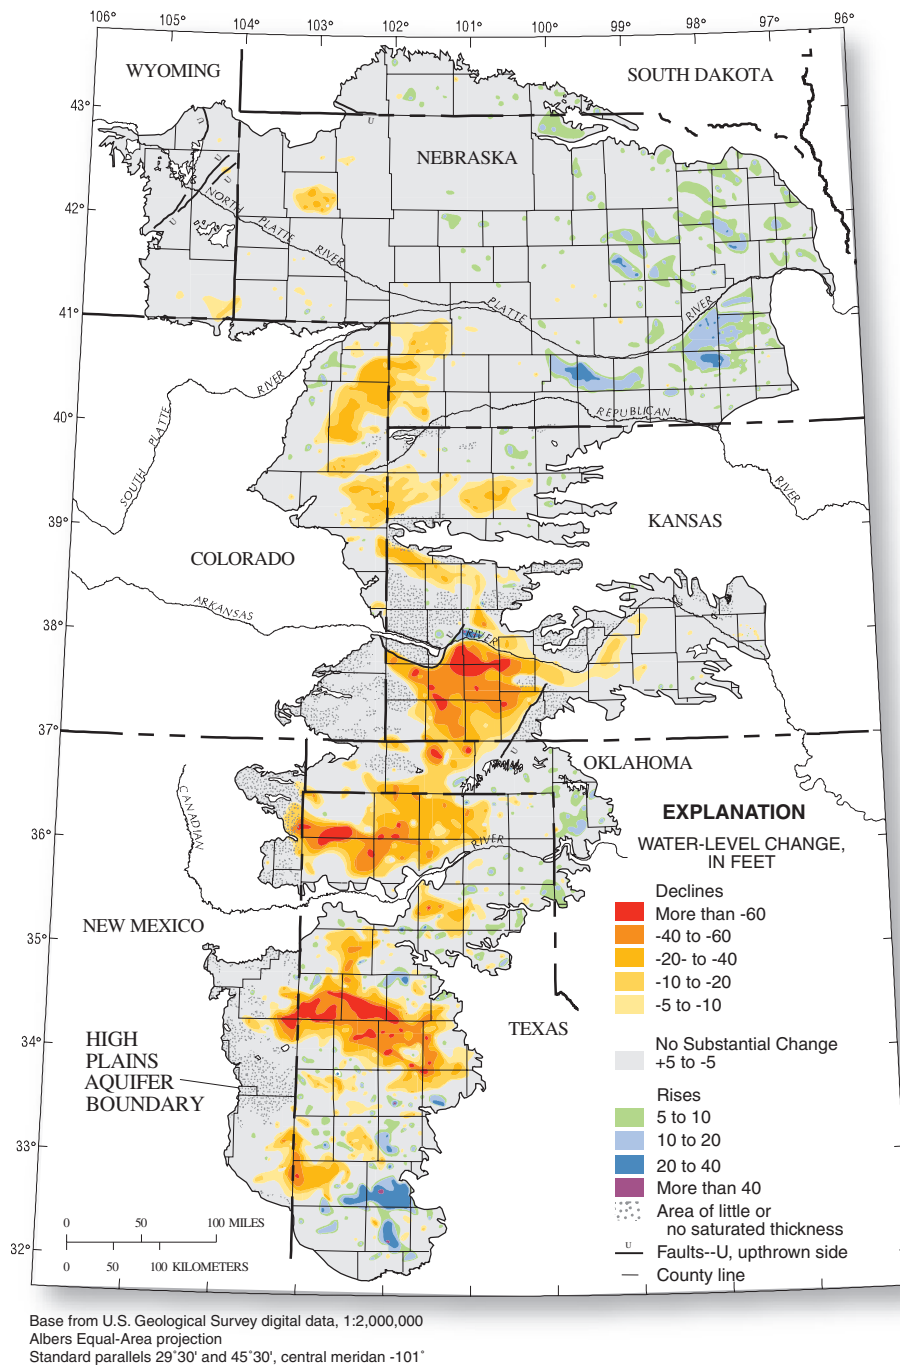 106°
105°
104°
103°
102°
101°
100°
99°
98°
97°
96°
WYOMING
SOUTH DAKOTA
43°
U
U
NEBRASKA
U
U
NORTH PLATTE RIVER
42°
U
41°
PLATTE RIVER
RIVER
SOUTH PLATTE
40°
REPUBLICAN
RIVER
39°
KANSAS
COLORADO
ARKANSAS
38°
U
RIVER
37°
U
OKLAHOMA
CANADIAN
36°
RIVER
EXPLANATION
WATER-LEVEL CHANGE,
IN FEET
Declines
More than -60
-40 to -60
-20- to -40
-10 to -20
-5 to -10
No Substantial Change
+5 to -5
Rises
5 to 10
10 to 20
20 to 40
More than 40
Area of little or
no saturated thickness
U
Faults--U, upthrown side
County line
NEW MEXICO
35°
TEXAS
34°
HIGH
PLAINS
AQUIFER
BOUNDARY
33°
0 50 100 MILES
0 50 100 KILOMETERS
32°
Base from U.S. Geological Survey digital data, 1:2,000,000
Albers Equal-Area projection
Standard parallels 29°30' and 45°30', central meridan -101°